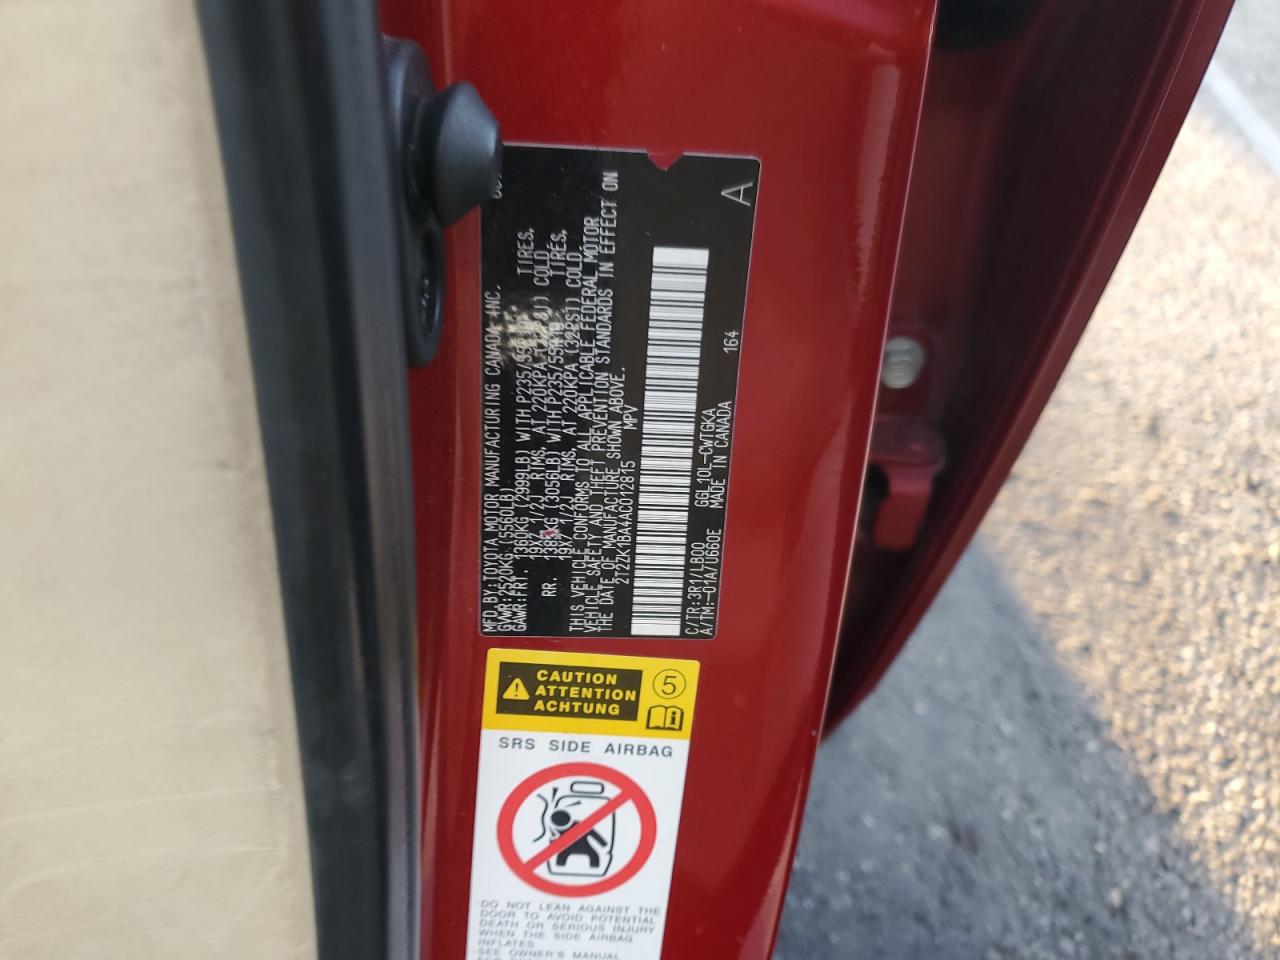 MFD.BY:TOYOTA MOTOR MANUFACTURING CANADA INC.
GVWR:2520KG (5560LB)
GAWR:FRT. 1360KG (2999LB) WITH P235/55R19 TIRES,
19X7 1/2J RIMS, AT 220KPA (32PSI) COLD.
RR. 1386KG (3056LB) WITH P235/55R19 TIRES,
19X7 1/2J RIMS, AT 220KPA (32PSI) COLD.
THIS VEHICLE CONFORMS TO ALL APPLICABLE FEDERAL MOTOR
VEHICLE SAFETY AND THEFT PREVENTION STANDARDS IN EFFECT ON
THE DATE OF MANUFACTURE SHOWN ABOVE.
2T2ZK1BA4AC012815 MPV
C/TR:3R1/LB00 GGL10L-CWTGKA
A/TM:-01A/U660E MADE IN CANADA 164
A
CAUTION
ATTENTION
ACHTUNG
5
SRS SIDE AIRBAG
DO NOT LEAN AGAINST THE
DOOR TO AVOID POTENTIAL
DEATH OR SERIOUS INJURY
WHEN THE SIDE AIRBAG
INFLATES.
SEE OWNER'S MANUAL